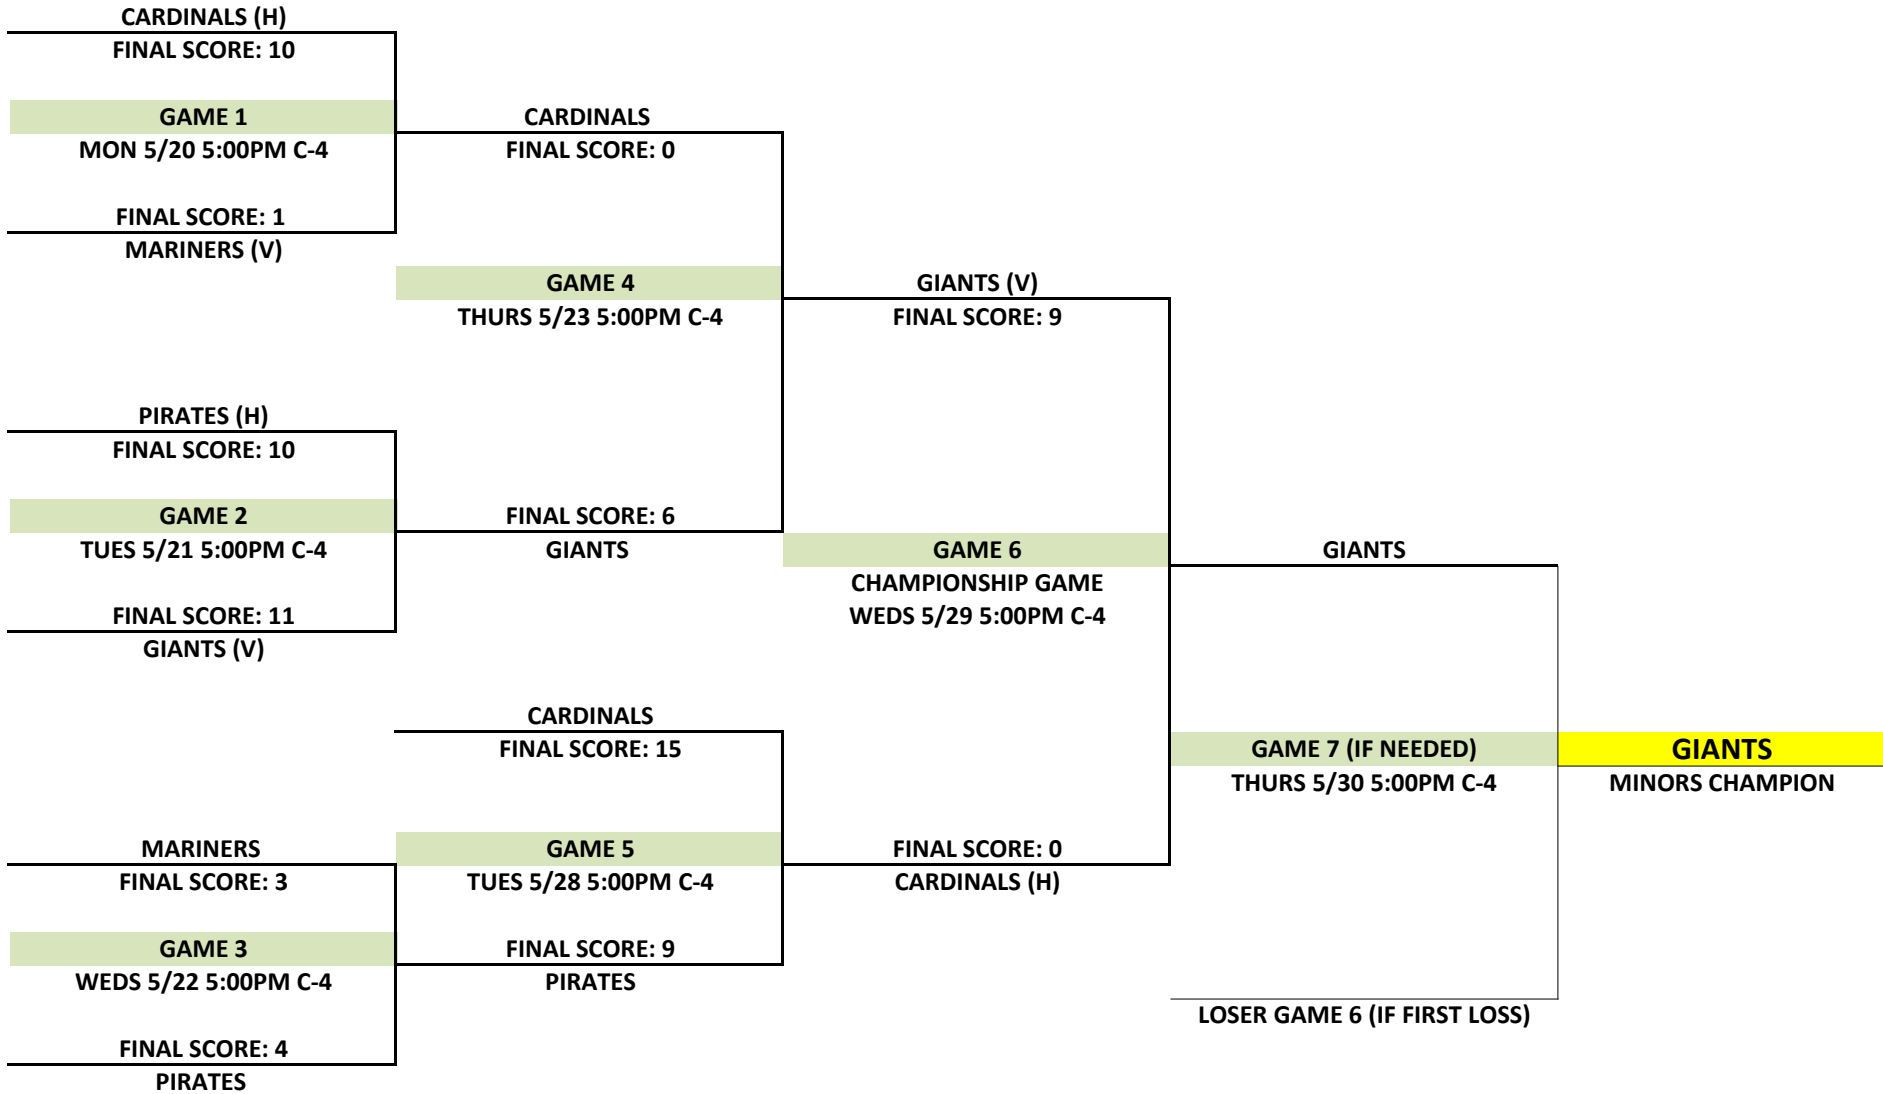 CARDINALS (H)
FINAL SCORE: 10
GAME 1
MON 5/20 5:00PM C-4
FINAL SCORE: 1
MARINERS (V)
CARDINALS
FINAL SCORE: 0
GAME 4
THURS 5/23 5:00PM C-4
GIANTS (V)
FINAL SCORE: 9
PIRATES (H)
FINAL SCORE: 10
GAME 2
TUES 5/21 5:00PM C-4
FINAL SCORE: 11
GIANTS (V)
FINAL SCORE: 6
GIANTS
GAME 6
CHAMPIONSHIP GAME
WEDS 5/29 5:00PM C-4
GIANTS
CARDINALS
FINAL SCORE: 15
GAME 7 (IF NEEDED)
THURS 5/30 5:00PM C-4
GIANTS
MINORS CHAMPION
MARINERS
FINAL SCORE: 3
GAME 5
TUES 5/28 5:00PM C-4
FINAL SCORE: 0
CARDINALS (H)
GAME 3
WEDS 5/22 5:00PM C-4
FINAL SCORE: 9
PIRATES
LOSER GAME 6 (IF FIRST LOSS)
FINAL SCORE: 4
PIRATES